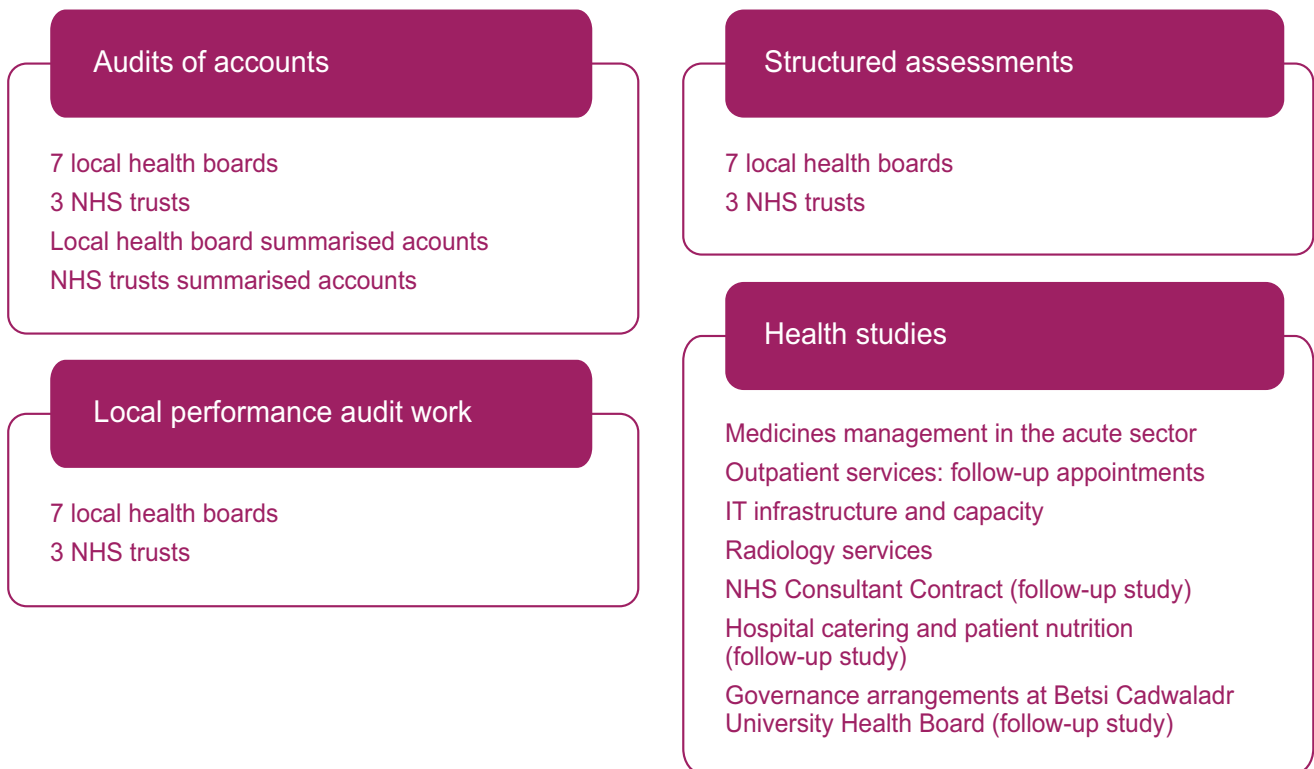 Audits of accounts
7 local health boards
3 NHS trusts
Local health board summarised acounts
NHS trusts summarised accounts
Local performance audit work
7 local health boards
3 NHS trusts
Structured assessments
7 local health boards
3 NHS trusts
Health studies
Medicines management in the acute sector
Outpatient services: follow-up appointments
IT infrastructure and capacity
Radiology services
NHS Consultant Contract (follow-up study)
Hospital catering and patient nutrition
(follow-up study)
Governance arrangements at Betsi Cadwaladr
University Health Board (follow-up study)